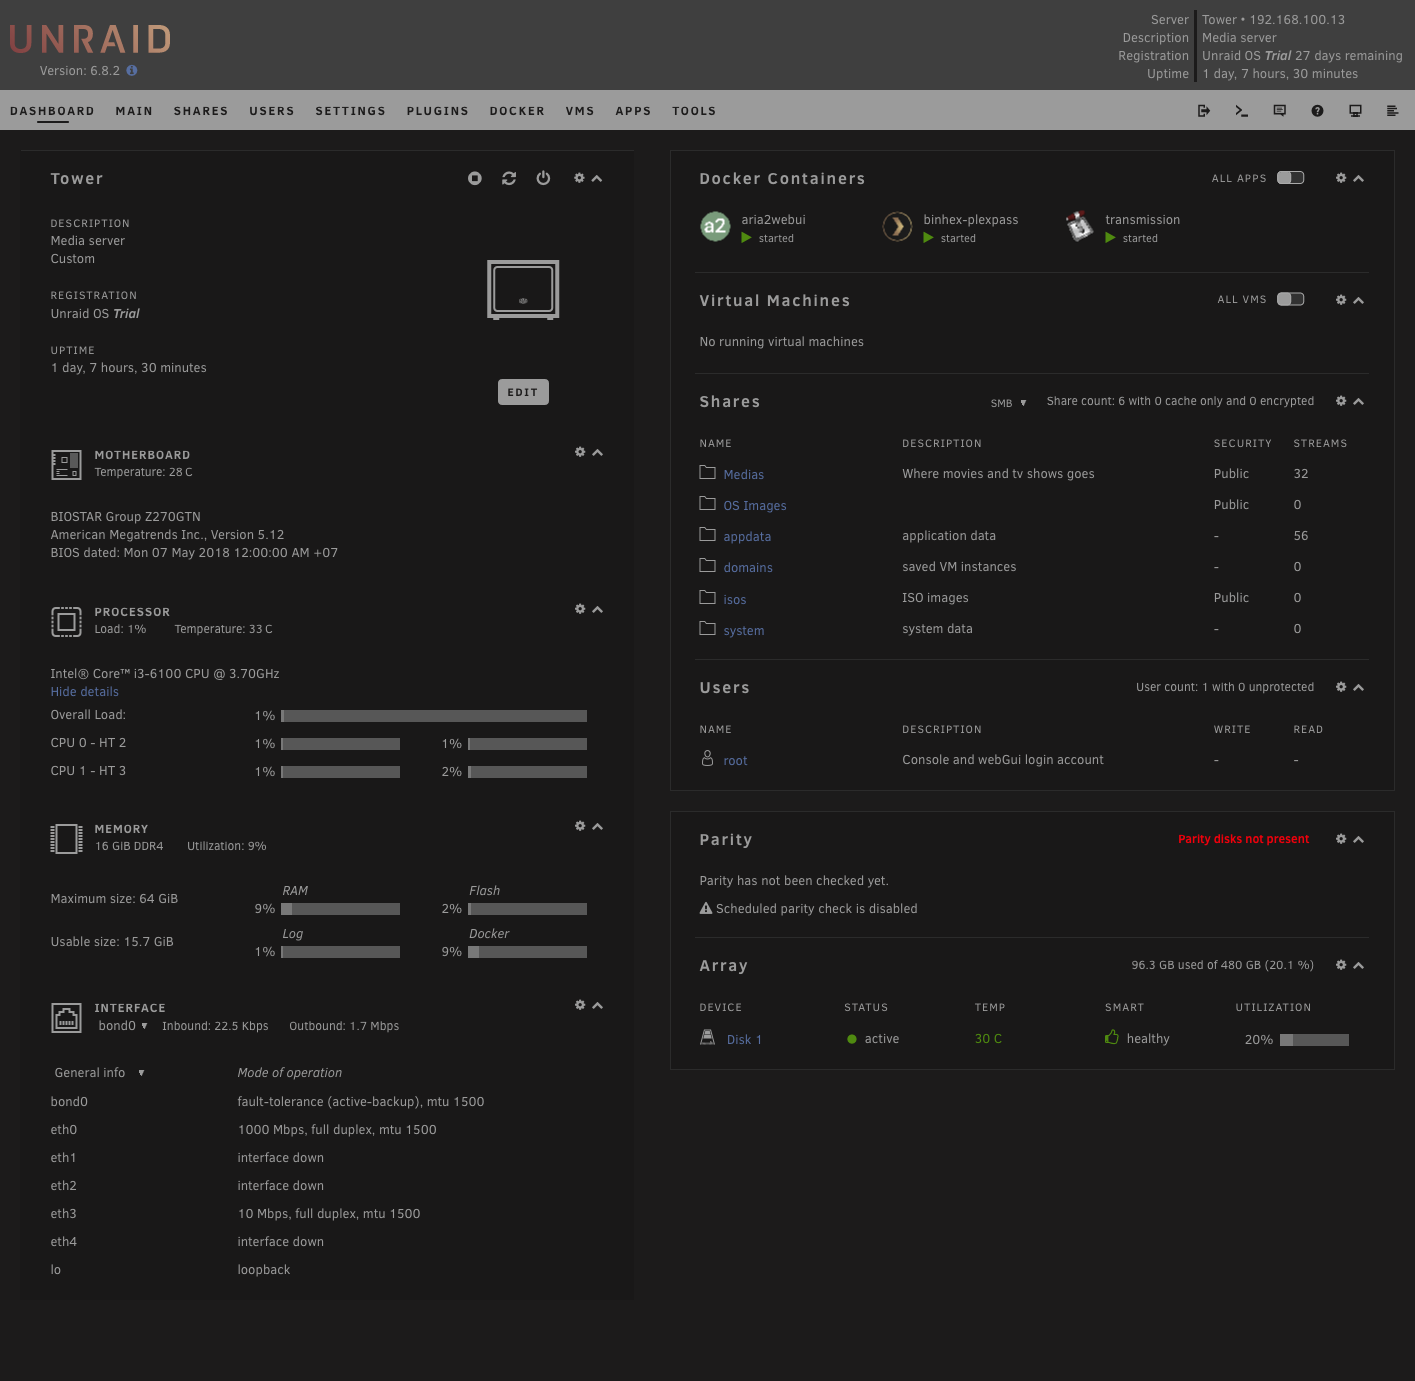 UNRAID
Version: 6.8.2
Server Tower • 192.168.100.13
Description Media server
Registration Unraid OS Trial 27 days remaining
Uptime 1 day, 7 hours, 30 minutes
DASHBOARD MAIN SHARES USERS SETTINGS PLUGINS DOCKER VMS APPS TOOLS
Tower
DESCRIPTION
Media server
Custom
REGISTRATION
Unraid OS Trial
UPTIME
1 day, 7 hours, 30 minutes
EDIT
MOTHERBOARD
Temperature: 28 C
BIOSTAR Group Z270GTN
American Megatrends Inc., Version 5.12
BIOS dated: Mon 07 May 2018 12:00:00 AM +07
PROCESSOR
Load: 1% Temperature: 33 C
Intel® Core™ i3-6100 CPU @ 3.70GHz
Hide details
Overall Load: 1%
CPU 0 - HT 2 1% 1%
CPU 1 - HT 3 1% 2%
MEMORY
16 GiB DDR4 Utilization: 9%
RAM Flash
Maximum size: 64 GiB 9% 2%
Log Docker
Usable size: 15.7 GiB 1% 9%
INTERFACE
bond0 ▼ Inbound: 22.5 Kbps Outbound: 1.7 Mbps
General info ▼ Mode of operation
bond0 fault-tolerance (active-backup), mtu 1500
eth0 1000 Mbps, full duplex, mtu 1500
eth1 interface down
eth2 interface down
eth3 10 Mbps, full duplex, mtu 1500
eth4 interface down
lo loopback
Docker Containers ALL APPS
a2 aria2webui binhex-plexpass transmission
started started started
Virtual Machines ALL VMS
No running virtual machines
Shares SMB ▼ Share count: 6 with 0 cache only and 0 encrypted
NAME DESCRIPTION SECURITY STREAMS
Medias Where movies and tv shows goes Public 32
OS Images Public 0
appdata application data - 56
domains saved VM instances - 0
isos ISO images Public 0
system system data - 0
Users User count: 1 with 0 unprotected
NAME DESCRIPTION WRITE READ
root Console and webGui login account - -
Parity Parity disks not present
Parity has not been checked yet.
Scheduled parity check is disabled
Array 96.3 GB used of 480 GB (20.1 %)
DEVICE STATUS TEMP SMART UTILIZATION
Disk 1 active 30 C healthy 20%